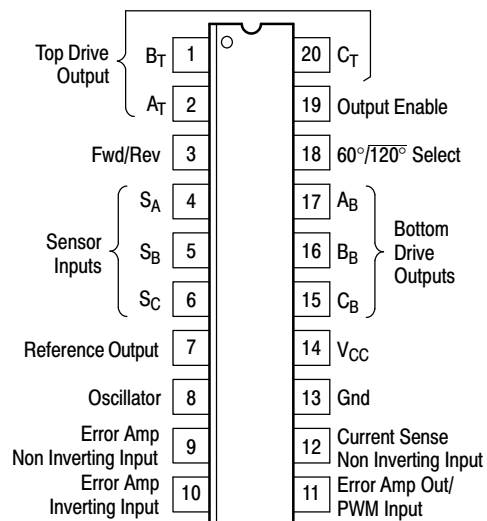 Top Drive
Output
B_T 1
20 C_T
A_T 2
19 Output Enable
Fwd/Rev 3
18 60°/1̅2̅0̅°̅ Select
Sensor
Inputs
S_A 4
17 A_B
S_B 5
16 B_B
S_C 6
15 C_B
Bottom
Drive
Outputs
Reference Output 7
14 V_CC
Oscillator 8
13 Gnd
Error Amp
Non Inverting Input
9
12
Current Sense
Non Inverting Input
Error Amp
Inverting Input
10
11
Error Amp Out/
PWM Input